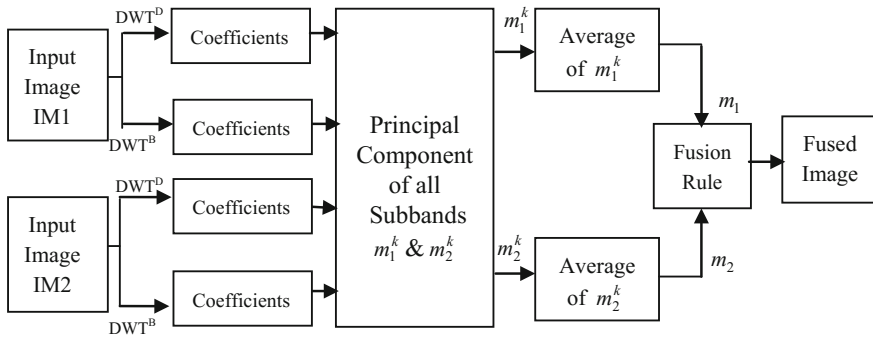 Input
Image
IM1
DWT^D
Coefficients
DWT^B
Coefficients
Input
Image
IM2
DWT^D
Coefficients
DWT^B
Coefficients
Principal
Component
of all
Subbands
m_1^k & m_2^k
m_1^k
Average
of m_1^k
m_1
m_2^k
Average
of m_2^k
m_2
Fusion
Rule
Fused
Image